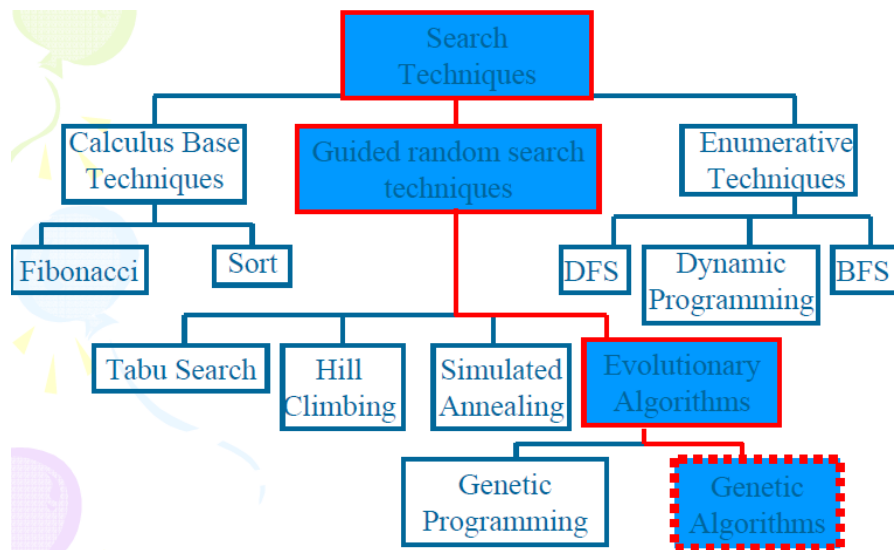 Search
Techniques
Calculus Base
Techniques
Guided random search
techniques
Enumerative
Techniques
Fibonacci
Sort
DFS
Dynamic
Programming
BFS
Tabu Search
Hill
Climbing
Simulated
Annealing
Evolutionary
Algorithms
Genetic
Programming
Genetic
Algorithms